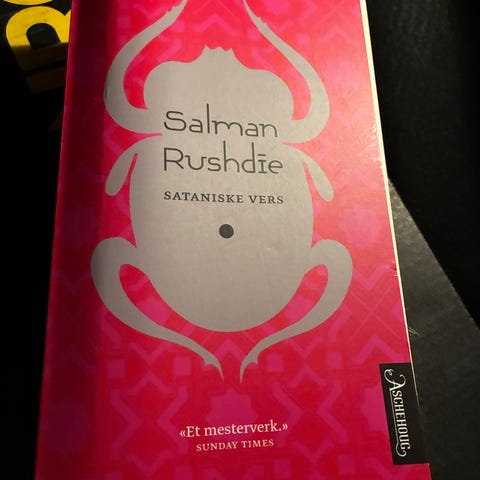 Salman
Rushdie
SATANISKE VERS
«Et mesterverk.»
SUNDAY TIMES
ASCHEHOUG